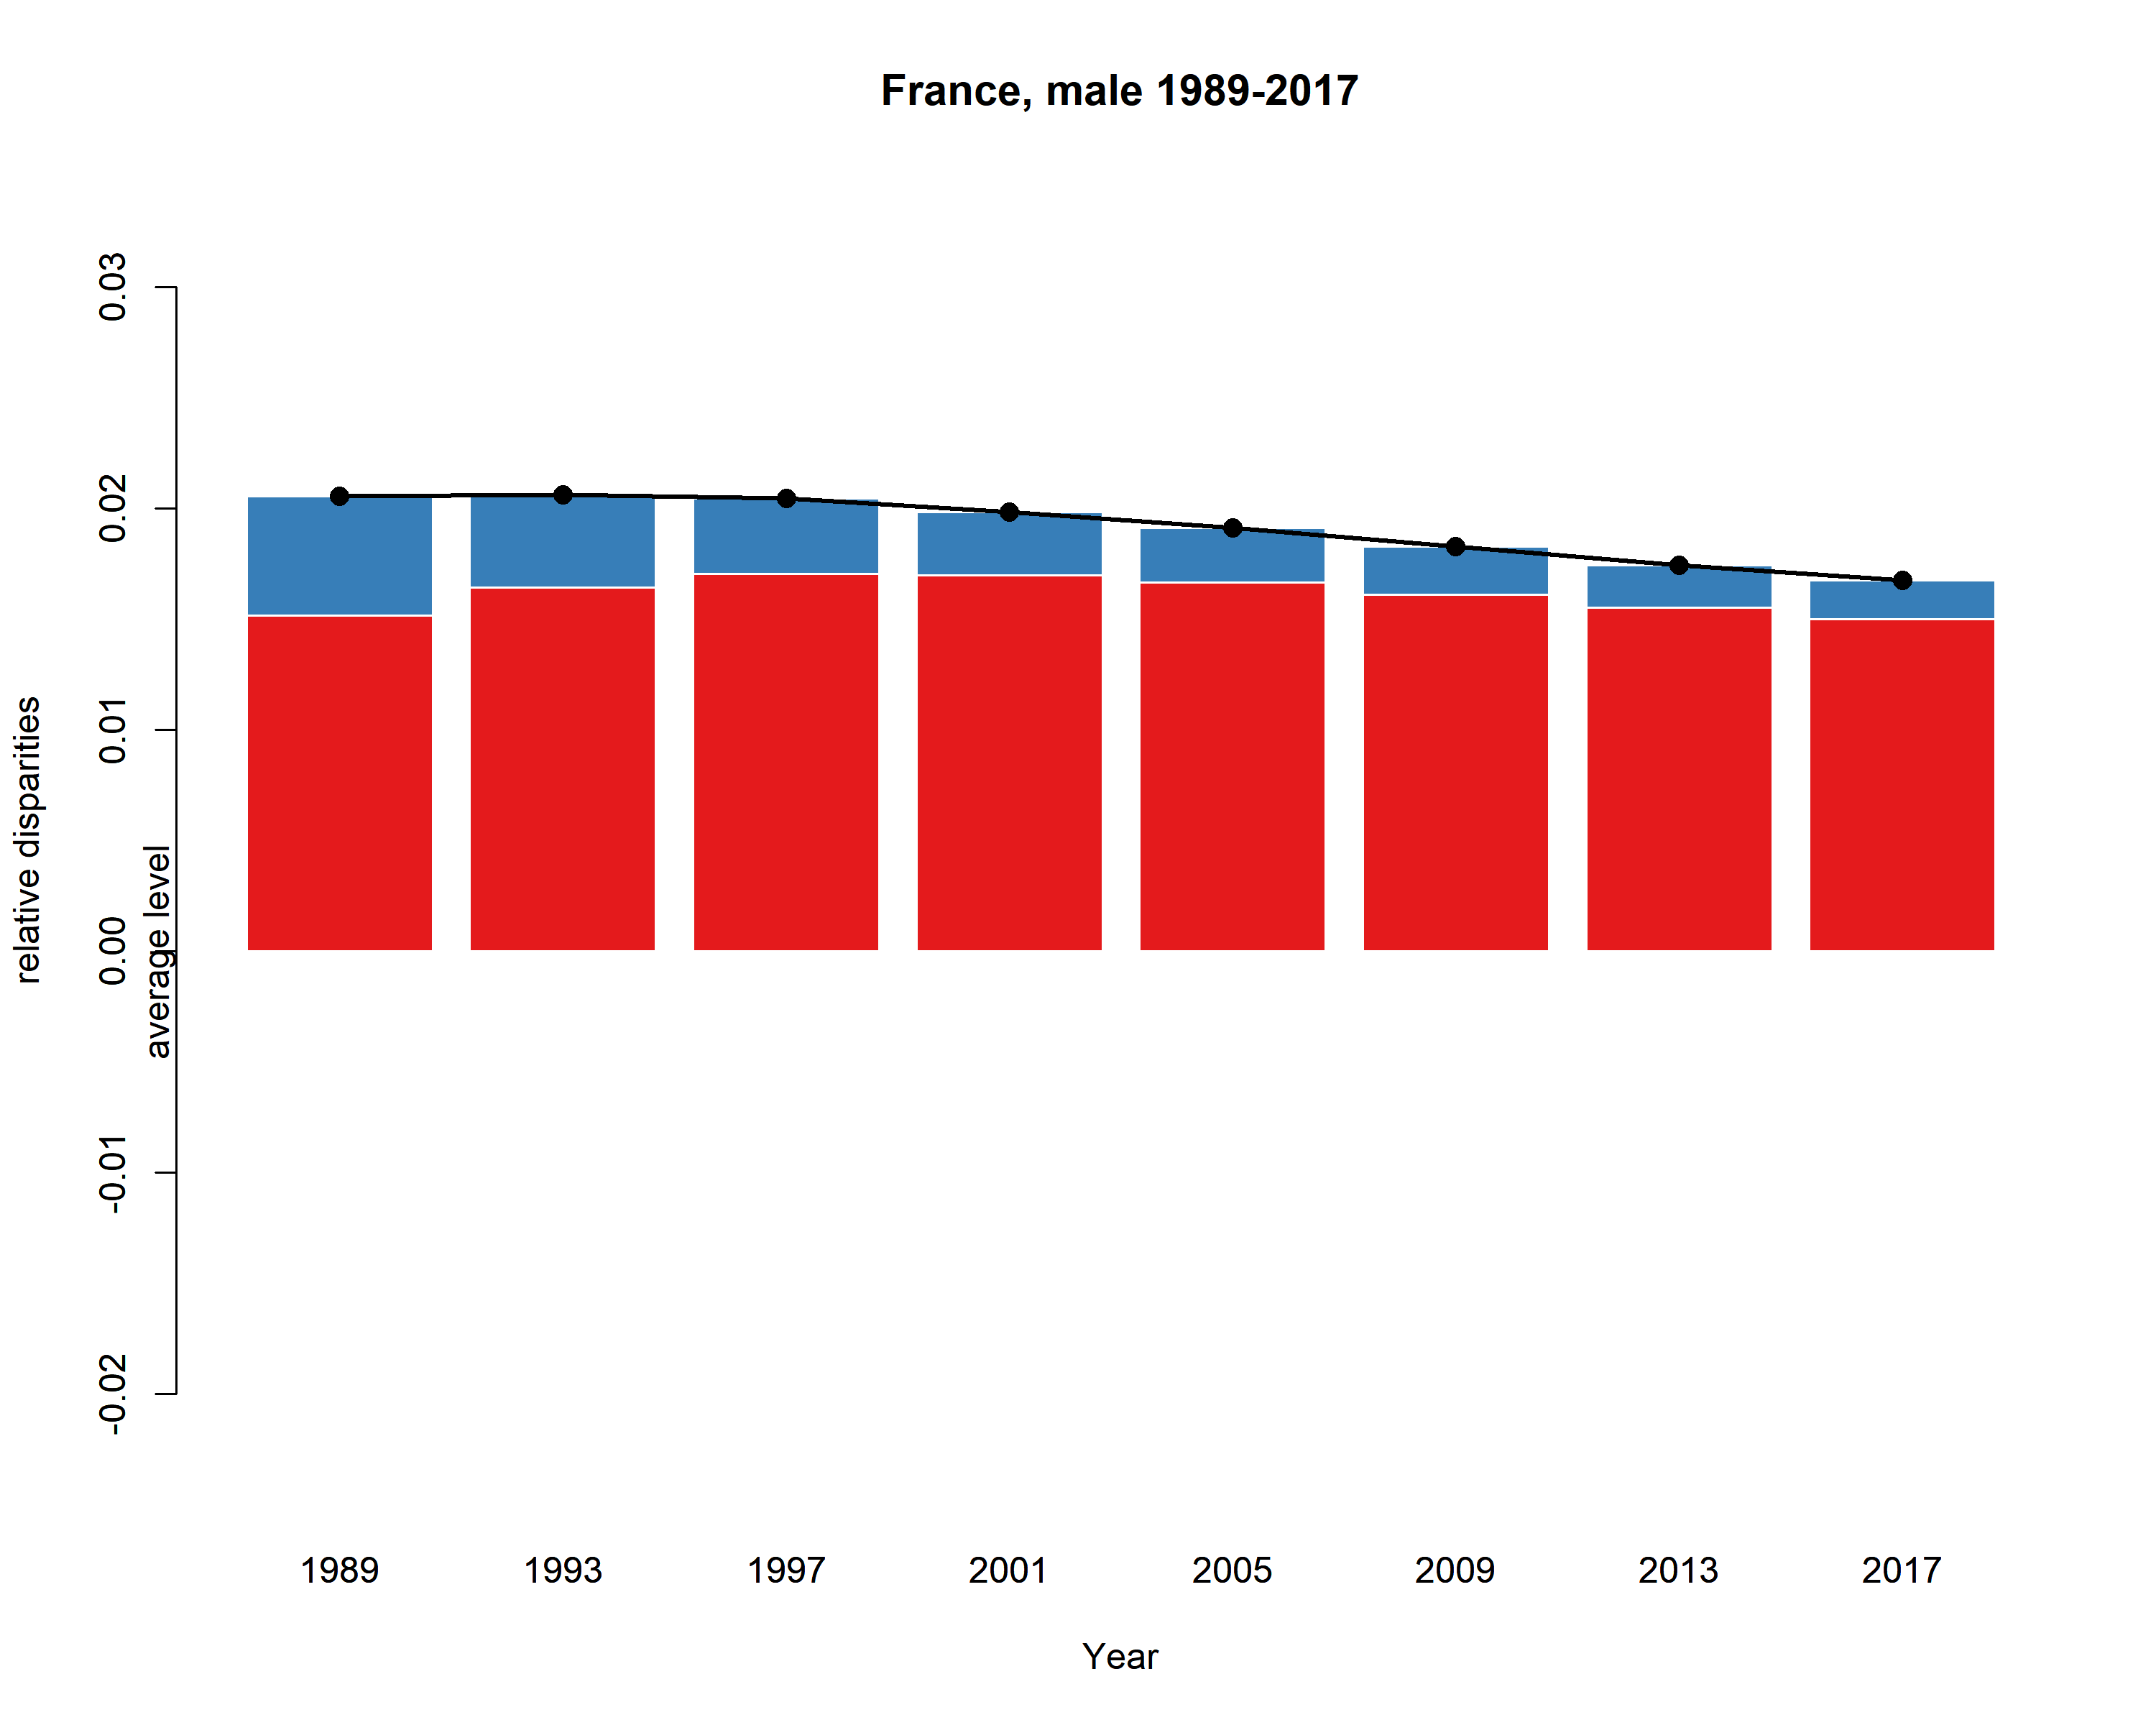 France, male 1989-2017
0.03
0.02
0.01
0.00
-0.01
-0.02
relative disparities
average level
1989 1993 1997 2001 2005 2009 2013 2017
Year